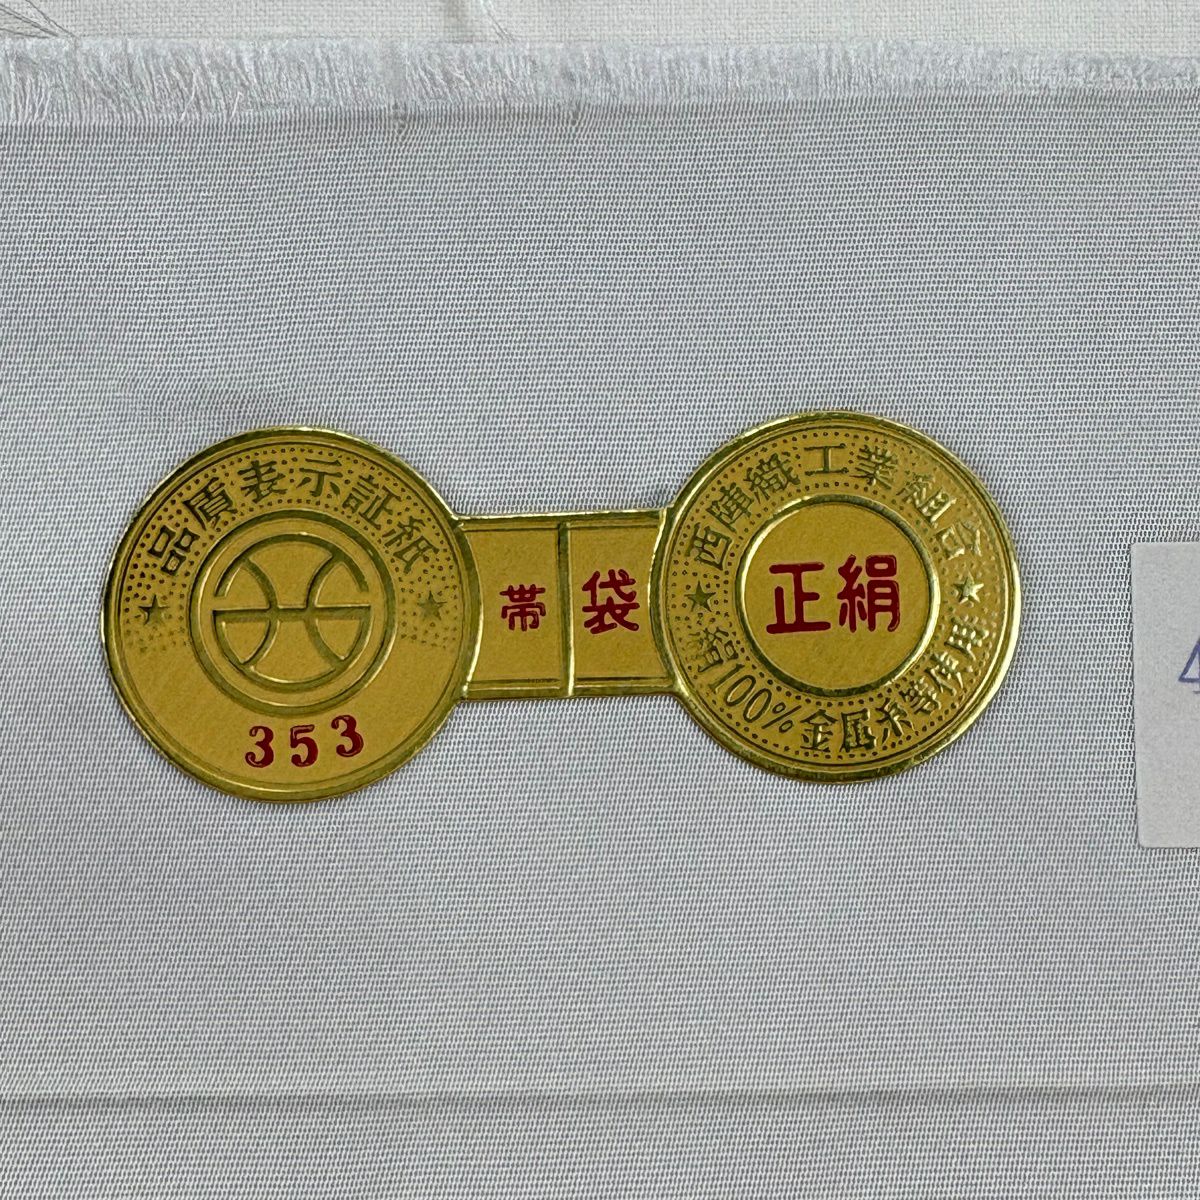 品質表示証紙
353
帯
袋
西陣織工業組合
正絹
絹100%金属糸等使用